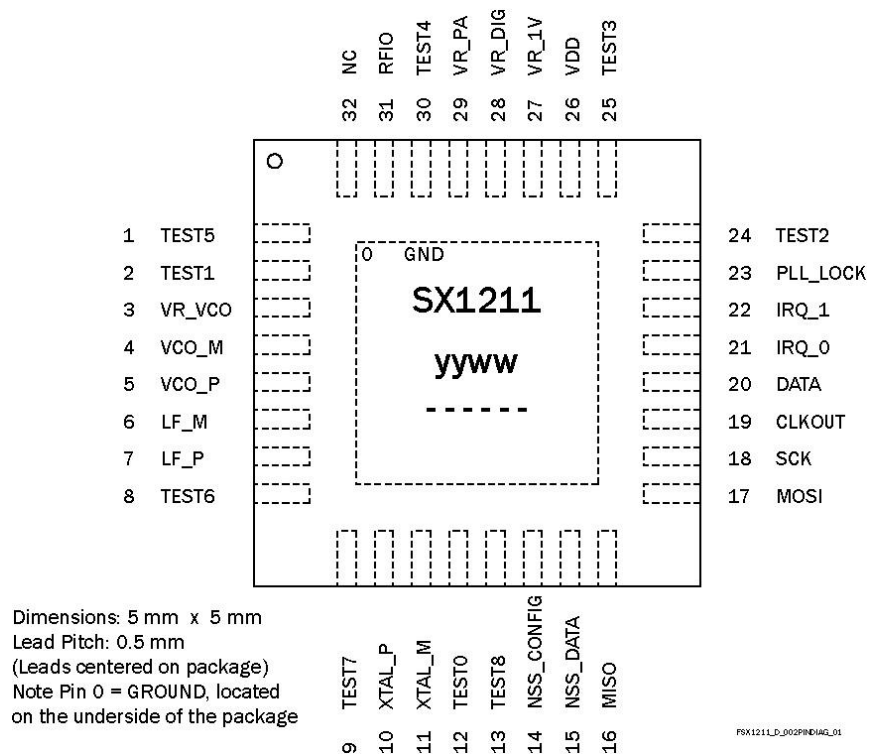 32 NC
31 RFIO
30 TEST4
29 VR_PA
28 VR_DIG
27 VR_1V
26 VDD
25 TEST3
1 TEST5
2 TEST1
3 VR_VCO
4 VCO_M
5 VCO_P
6 LF_M
7 LF_P
8 TEST6
0 GND
SX1211
yyww
------
24 TEST2
23 PLL_LOCK
22 IRQ_1
21 IRQ_0
20 DATA
19 CLKOUT
18 SCK
17 MOSI
9 TEST7
10 XTAL_P
11 XTAL_M
12 TEST0
13 TEST8
14 NSS_CONFIG
15 NSS_DATA
16 MISO
Dimensions: 5 mm x 5 mm
Lead Pitch: 0.5 mm
(Leads centered on package)
Note Pin 0 = GROUND, located
on the underside of the package
FSX1211_D_002PINDIAG_01